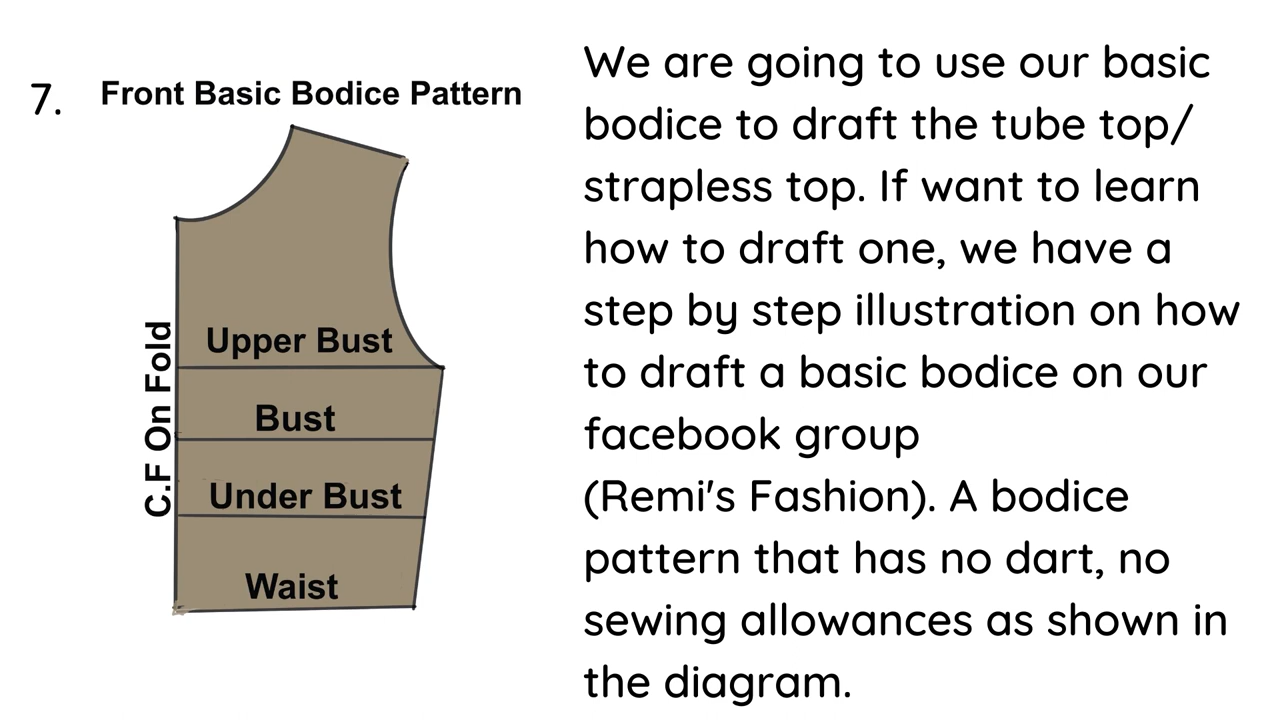 7.
Front Basic Bodice Pattern
Upper Bust
Bust
Under Bust
Waist
C.F On Fold
We are going to use our basic
bodice to draft the tube top/
strapless top. If want to learn
how to draft one, we have a
step by step illustration on how
to draft a basic bodice on our
facebook group
(Remi's Fashion). A bodice
pattern that has no dart, no
sewing allowances as shown in
the diagram.